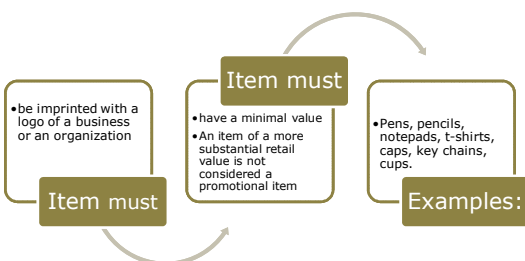 •be imprinted with a
logo of a business
or an organization
Item must
Item must
•have a minimal value
•An item of a more
substantial retail
value is not
considered a
promotional item
•Pens, pencils,
notepads, t-shirts,
caps, key chains,
cups.
Examples: